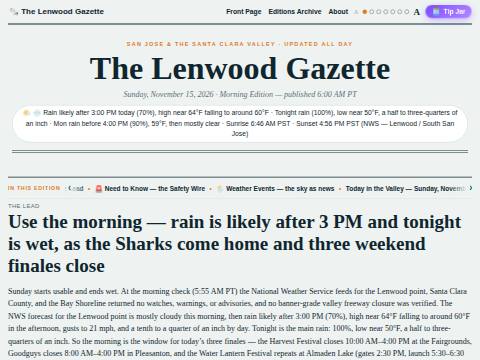 The Lenwood Gazette
Front Page Editions Archive About A A Tip Jar
SAN JOSE & THE SANTA CLARA VALLEY · UPDATED ALL DAY
The Lenwood Gazette
Sunday, November 15, 2026 · Morning Edition — published 6:00 AM PT
Rain likely after 3:00 PM today (70%), high near 64°F falling to around 60°F · Tonight rain (100%), low near 50°F, a half to three-quarters of
an inch · Mon rain before 4:00 PM (90%), 59°F, then mostly clear · Sunrise 6:46 AM PST · Sunset 4:56 PM PST (NWS — Lenwood / South San
Jose)
IN THIS EDITION ‹ Lead • Need to Know — the Safety Wire • Weather Events — the sky as news • Today in the Valley — Sunday, Novemb ›
THE LEAD
Use the morning — rain is likely after 3 PM and tonight
is wet, as the Sharks come home and three weekend
finales close
Sunday starts usable and ends wet. At the morning check (5:55 AM PT) the National Weather Service feeds for the Lenwood point, Santa Clara
County, and the Bay Shoreline returned no watches, warnings, or advisories, and no banner-grade valley freeway closure was verified. The
NWS forecast for the Lenwood point is mostly cloudy this morning, then rain likely after 3:00 PM (70%), high near 64°F falling to around 60°F
in the afternoon, gusts to 21 mph, and a tenth to a quarter of an inch by day. Tonight is the main rain: 100%, low near 50°F, a half to three-
quarters of an inch. So the morning is the window for today's three finales — the Harvest Festival closes 10:00 AM–4:00 PM at the Fairgrounds,
Goodguys closes 8:00 AM–4:00 PM in Pleasanton, and the Water Lantern Festival repeats at Almaden Lake (gates 2:30 PM, launch 5:30–6:30